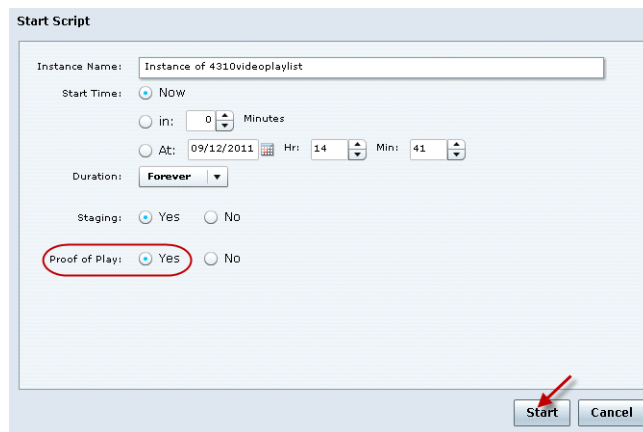 Start Script
Instance Name: Instance of 4310videoplaylist
Start Time: Now
in: 0 Minutes
At: 09/12/2011 Hr: 14 Min: 41
Duration: Forever
Staging: Yes No
Proof of Play: Yes No
Start Cancel